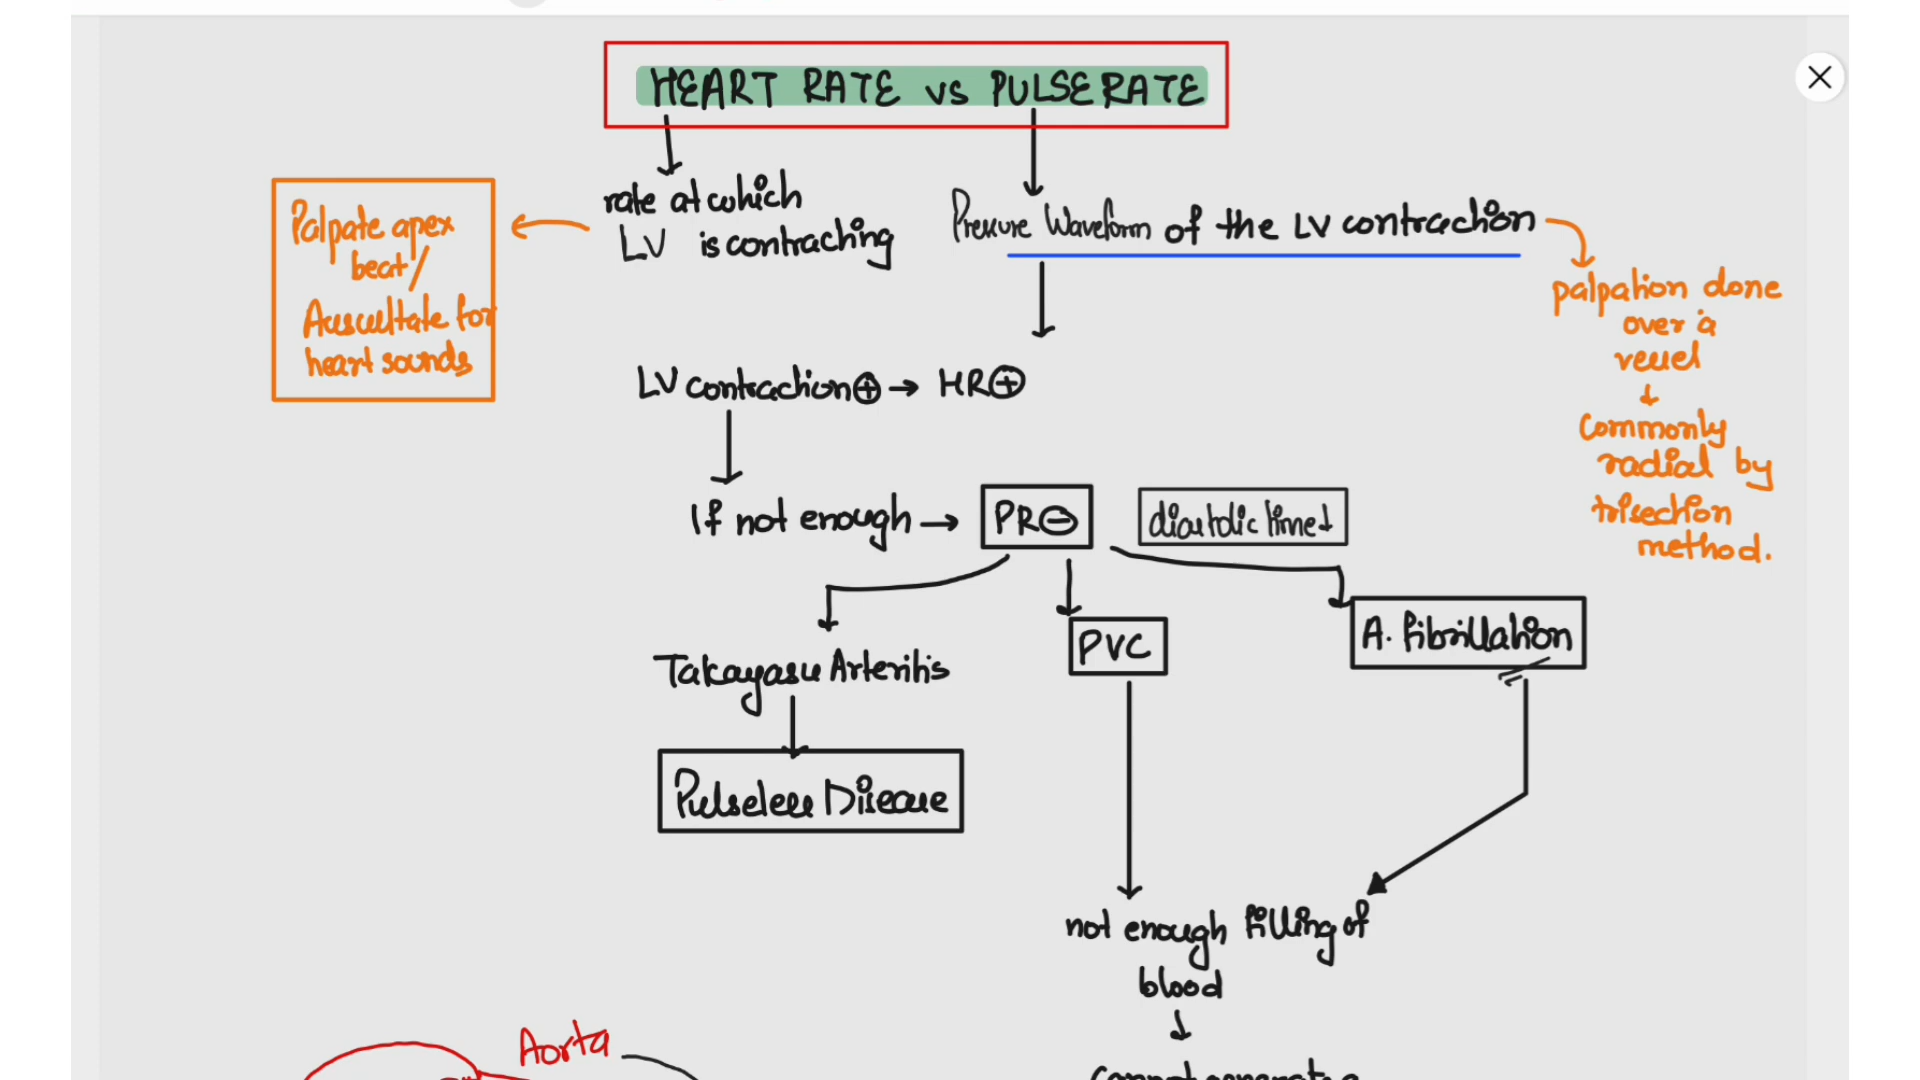 HEART RATE vs PULSE RATE
rate at which
LV is contracting
Pressure Waveform of the LV contraction
Palpate apex
beat/
Auscultate for
heart sounds
palpation done
over a
vessel
commonly
radial by
trisection
method.
LV contraction ⊕ → HR ⊕
If not enough → PR ⊖
diastolic time↓
Takayasu Arteritis
PVC
A. fibrillation
Pulseless Disease
not enough filling of
blood
Aorta